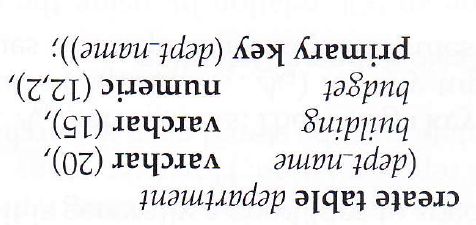 create table department
(dept_name varchar (20),
building varchar (15),
budget numeric (12,2),
primary key (dept_name));